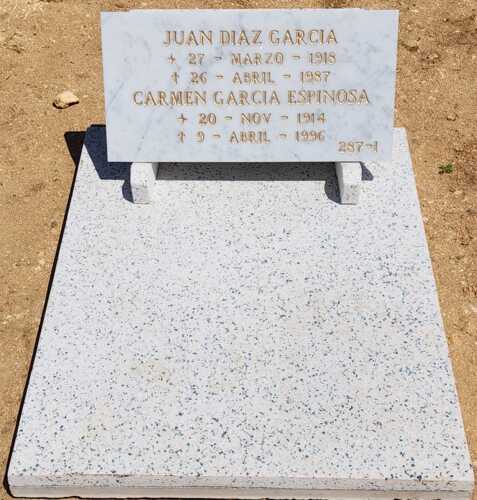 JUAN DIAZ GARCIA
+ 27 - MARZO - 1918
† 26 - ABRIL - 1987
CARMEN GARCIA ESPINOSA
+ 20 - NOV - 1914
† 9 - ABRIL - 1996
287-1